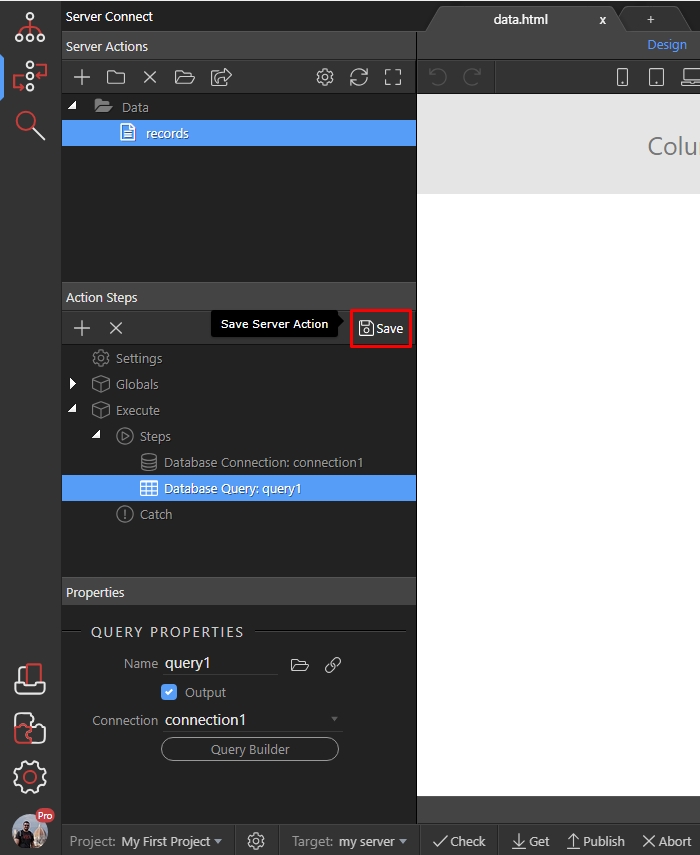 Server Connect
data.html x +
Server Actions
Design
Data
records
Colu
Action Steps
Save Server Action
Save
Settings
Globals
Execute
Steps
Database Connection: connection1
Database Query: query1
Catch
Properties
QUERY PROPERTIES
Name query1
Output
Connection connection1
Query Builder
Pro
Project: My First Project Target: my server Check Get Publish Abort